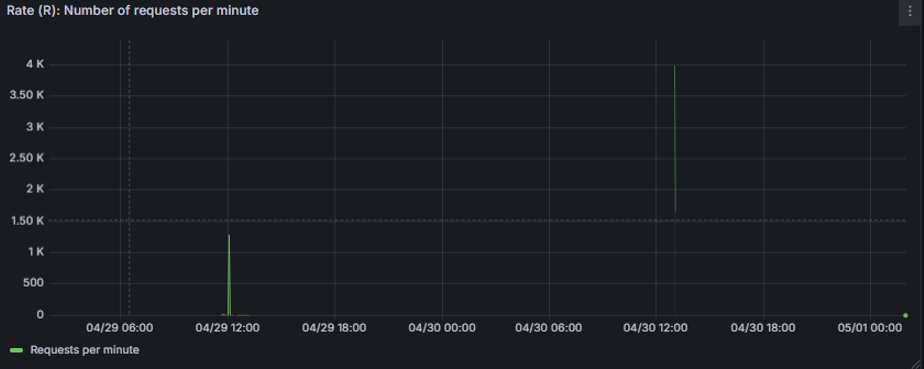 Rate (R): Number of requests per minute
4 K
3.50 K
3 K
2.50 K
2 K
1.50 K
1 K
500
0
04/29 06:00 04/29 12:00 04/29 18:00 04/30 00:00 04/30 06:00 04/30 12:00 04/30 18:00 05/01 00:00
Requests per minute